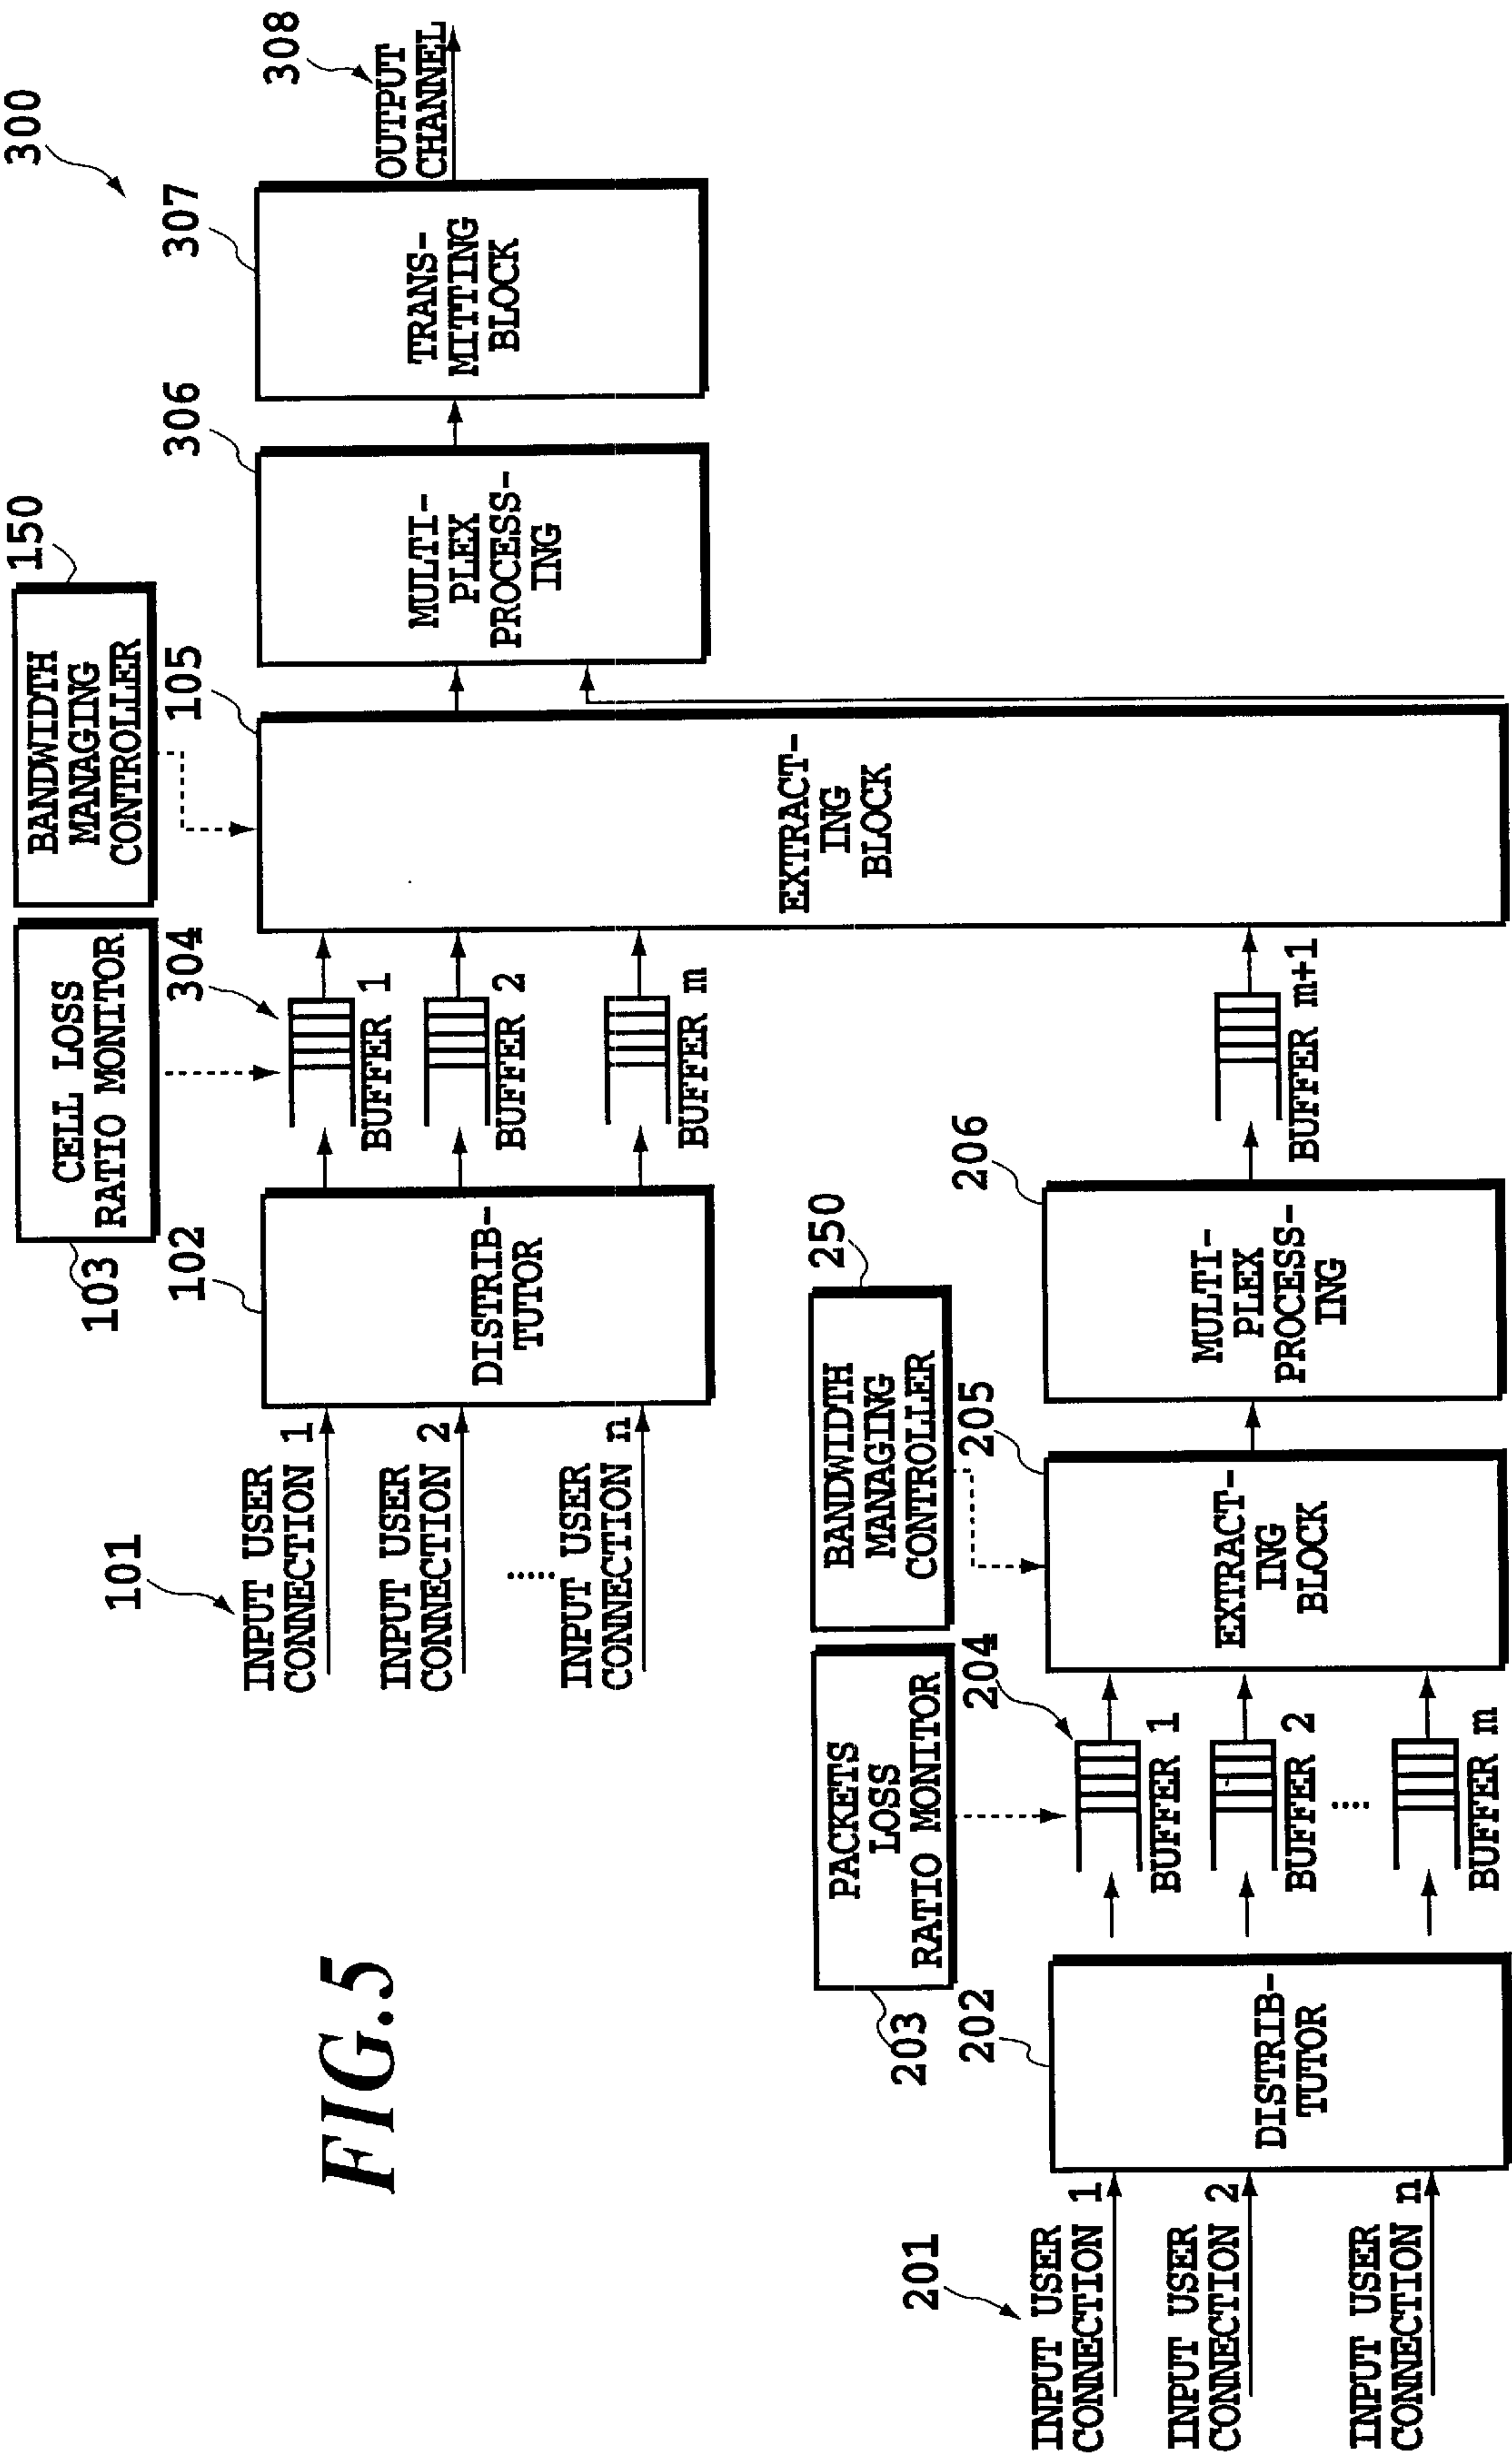 FIG.5
300
101
INPUT USER
CONNECTION 1
INPUT USER
CONNECTION 2
INPUT USER
CONNECTION n
102
DISTRIB-
TUTOR
103
CELL LOSS
RATIO MONITOR
304
BUFFER 1
BUFFER 2
BUFFER m
150
BANDWIDTH
MANAGING
CONTROLLER
105
EXTRACT-
ING
BLOCK
306
MULTI-
PLEX
PROCESS-
ING
307
TRANS-
MITTING
BLOCK
308
OUTPUT
CHANNEL
201
INPUT USER
CONNECTION 1
INPUT USER
CONNECTION 2
INPUT USER
CONNECTION n
202
DISTRIB-
TUTOR
203
PACKETS
LOSS
RATIO MONITOR
204
BUFFER 1
BUFFER 2
BUFFER m
250
BANDWIDTH
MANAGING
CONTROLLER
205
EXTRACT-
ING
BLOCK
206
MULTI-
PLEX
PROCESS-
ING
BUFFER m+1